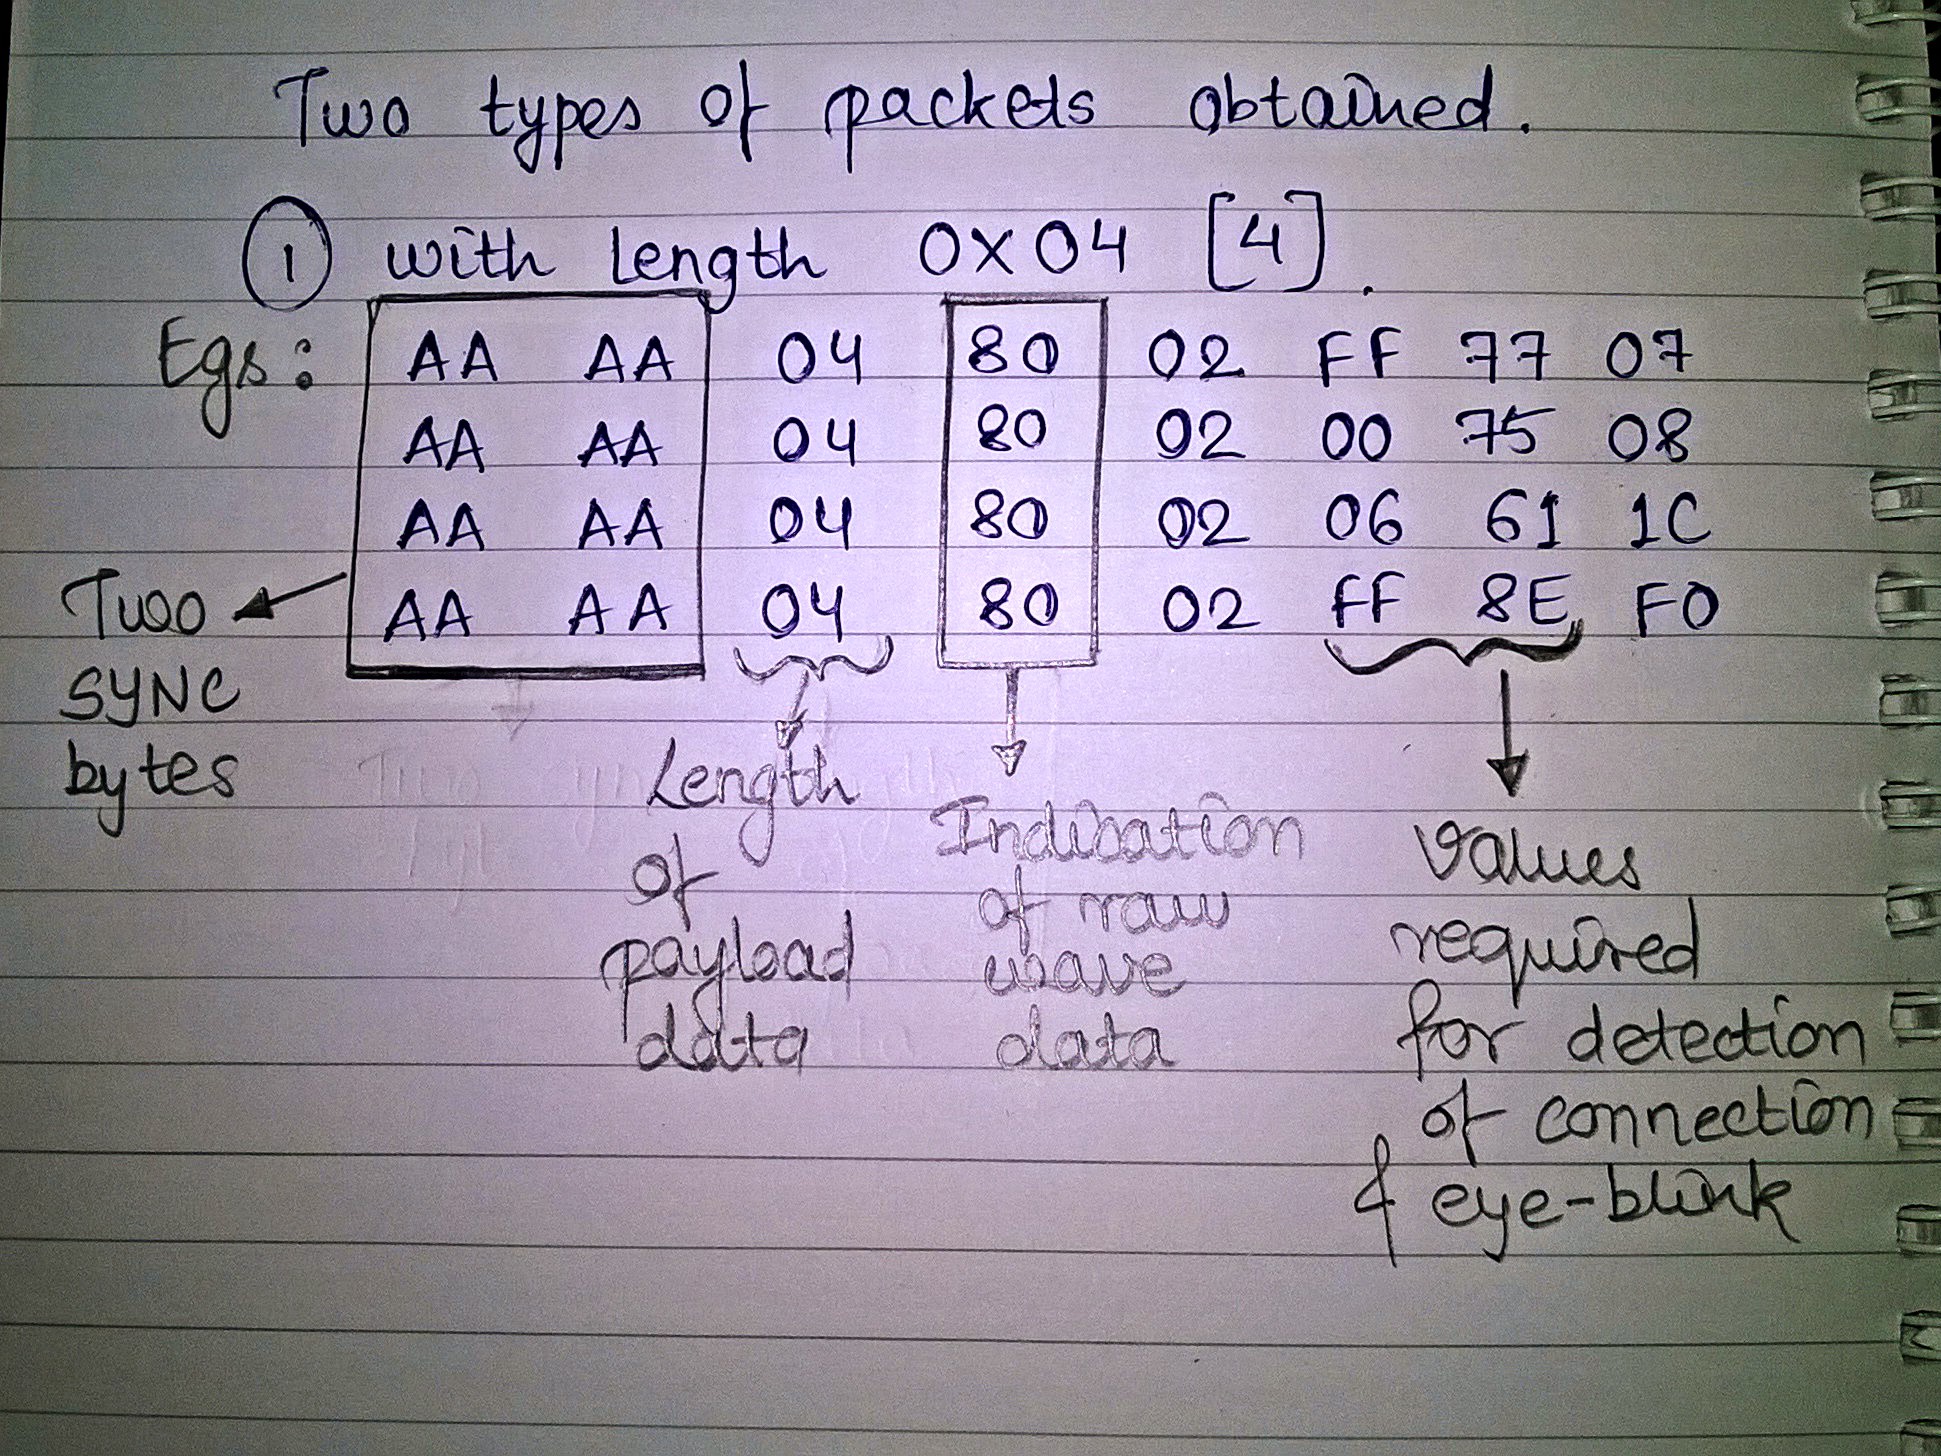 Two types of packets obtained.
1 with Length 0X04 [4].
Egs: AA AA 04 80 02 FF 77 07
AA AA 04 80 02 00 75 08
AA AA 04 80 02 06 61 1C
AA AA 04 80 02 FF 8E F0
Two
SYNC
bytes
Length
of
payload
data
Indication
of raw
wave
data
Values
required
for detection
of connection
& eye-blink